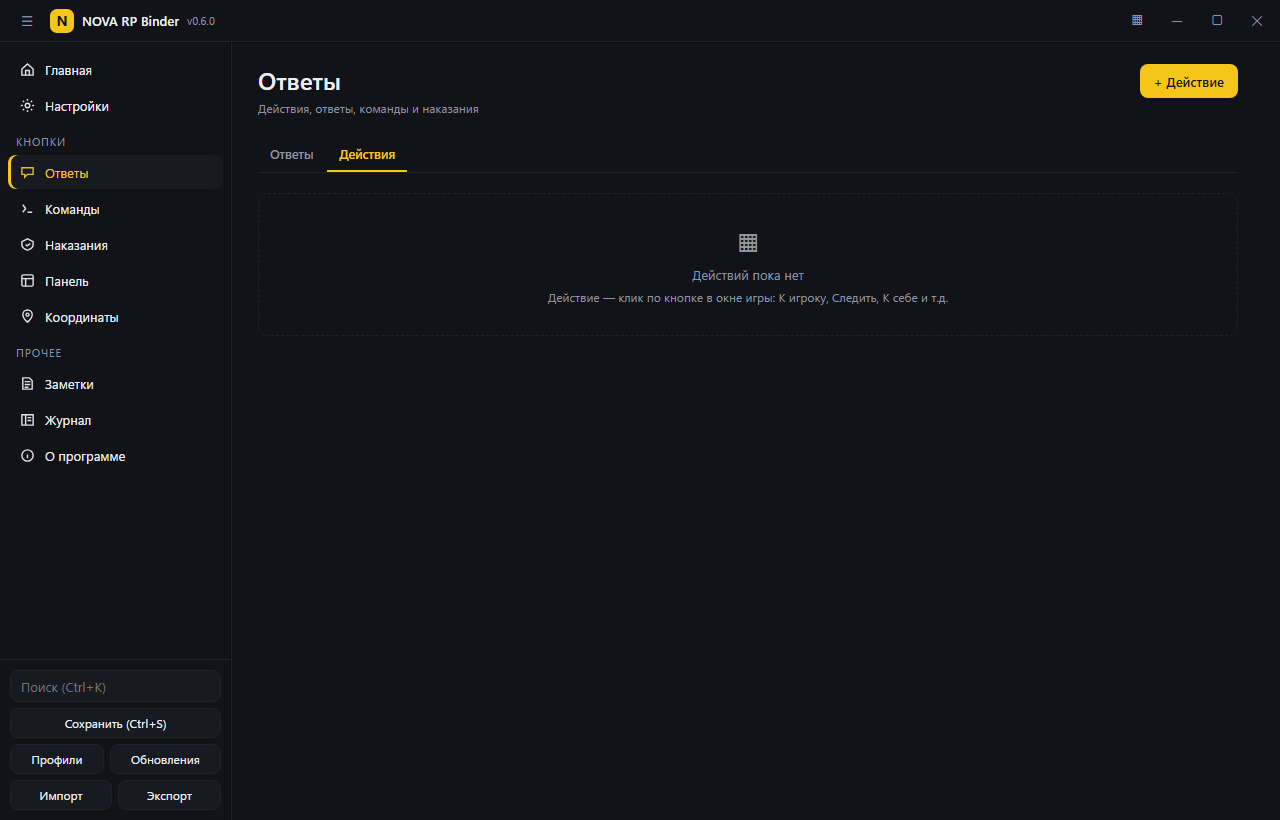 N NOVA RP Binder v0.6.0
Главная
Настройки
КНОПКИ
Ответы
Команды
Наказания
Панель
Координаты
ПРОЧЕЕ
Заметки
Журнал
О программе
Поиск (Ctrl+K)
Сохранить (Ctrl+S)
Профили
Обновления
Импорт
Экспорт
Ответы
Действия, ответы, команды и наказания
+ Действие
Ответы
Действия
Действий пока нет
Действие — клик по кнопке в окне игры: К игроку, Следить, К себе и т.д.